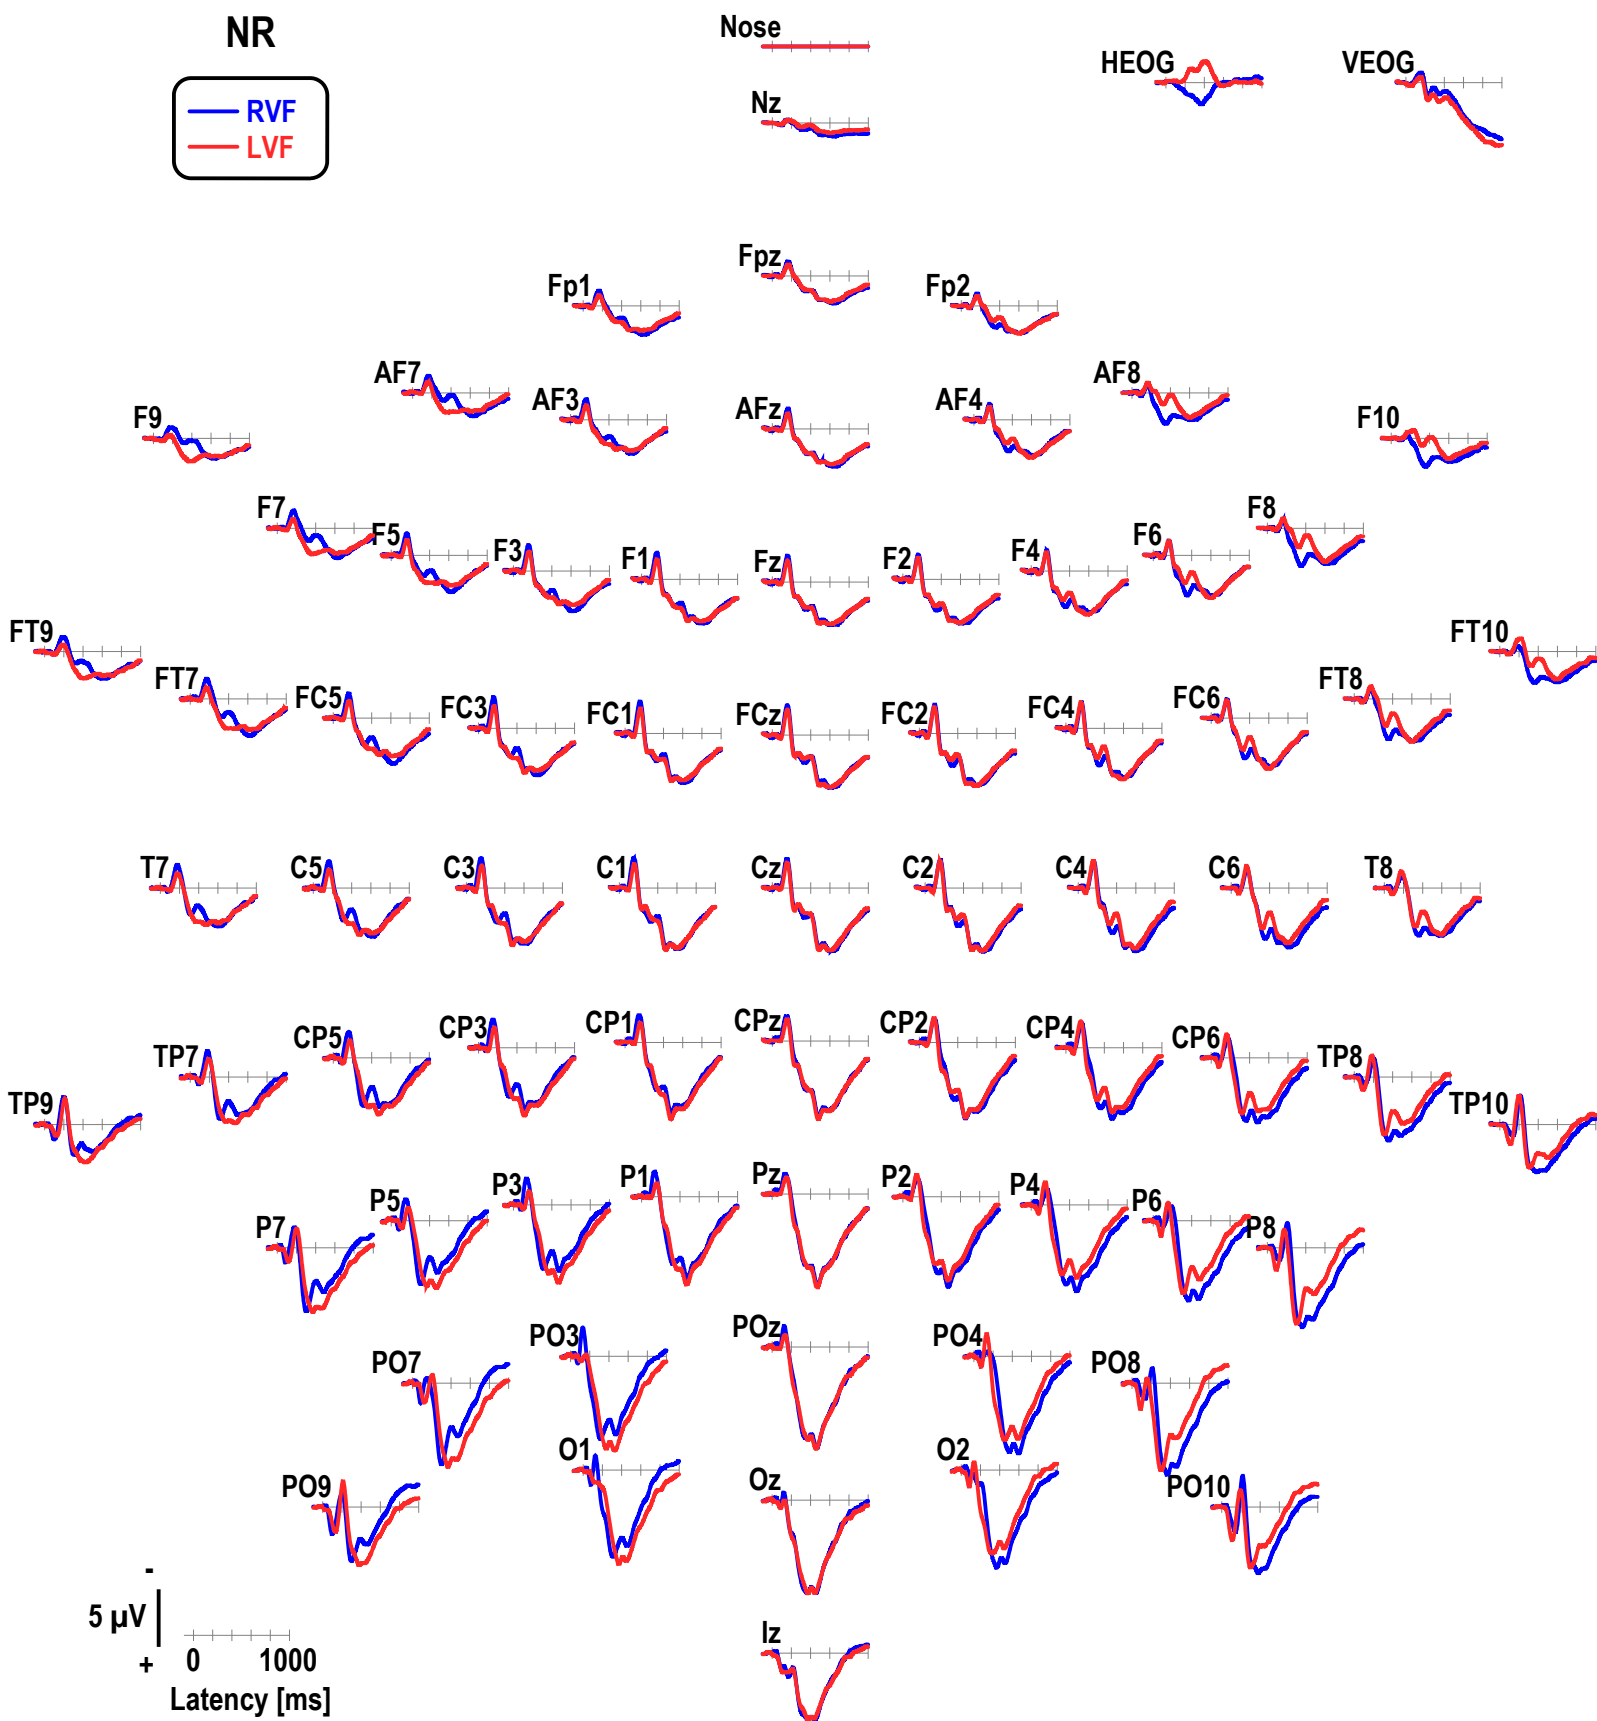 NR
RVF
LVF
Nose
HEOG
VEOG
Nz
Fpz
Fp1
Fp2
AF7
AF3
AFz
AF4
AF8
F9
F10
F7
F5
F3
F1
Fz
F2
F4
F6
F8
FT9
FT7
FC5
FC3
FC1
FCz
FC2
FC4
FC6
FT8
FT10
T7
C5
C3
C1
Cz
C2
C4
C6
T8
TP9
TP7
CP5
CP3
CP1
CPz
CP2
CP4
CP6
TP8
TP10
P7
P5
P3
P1
Pz
P2
P4
P6
P8
PO7
PO3
POz
PO4
PO8
PO9
O1
Oz
O2
PO10
Iz
-
5 µV
+
0 1000
Latency [ms]